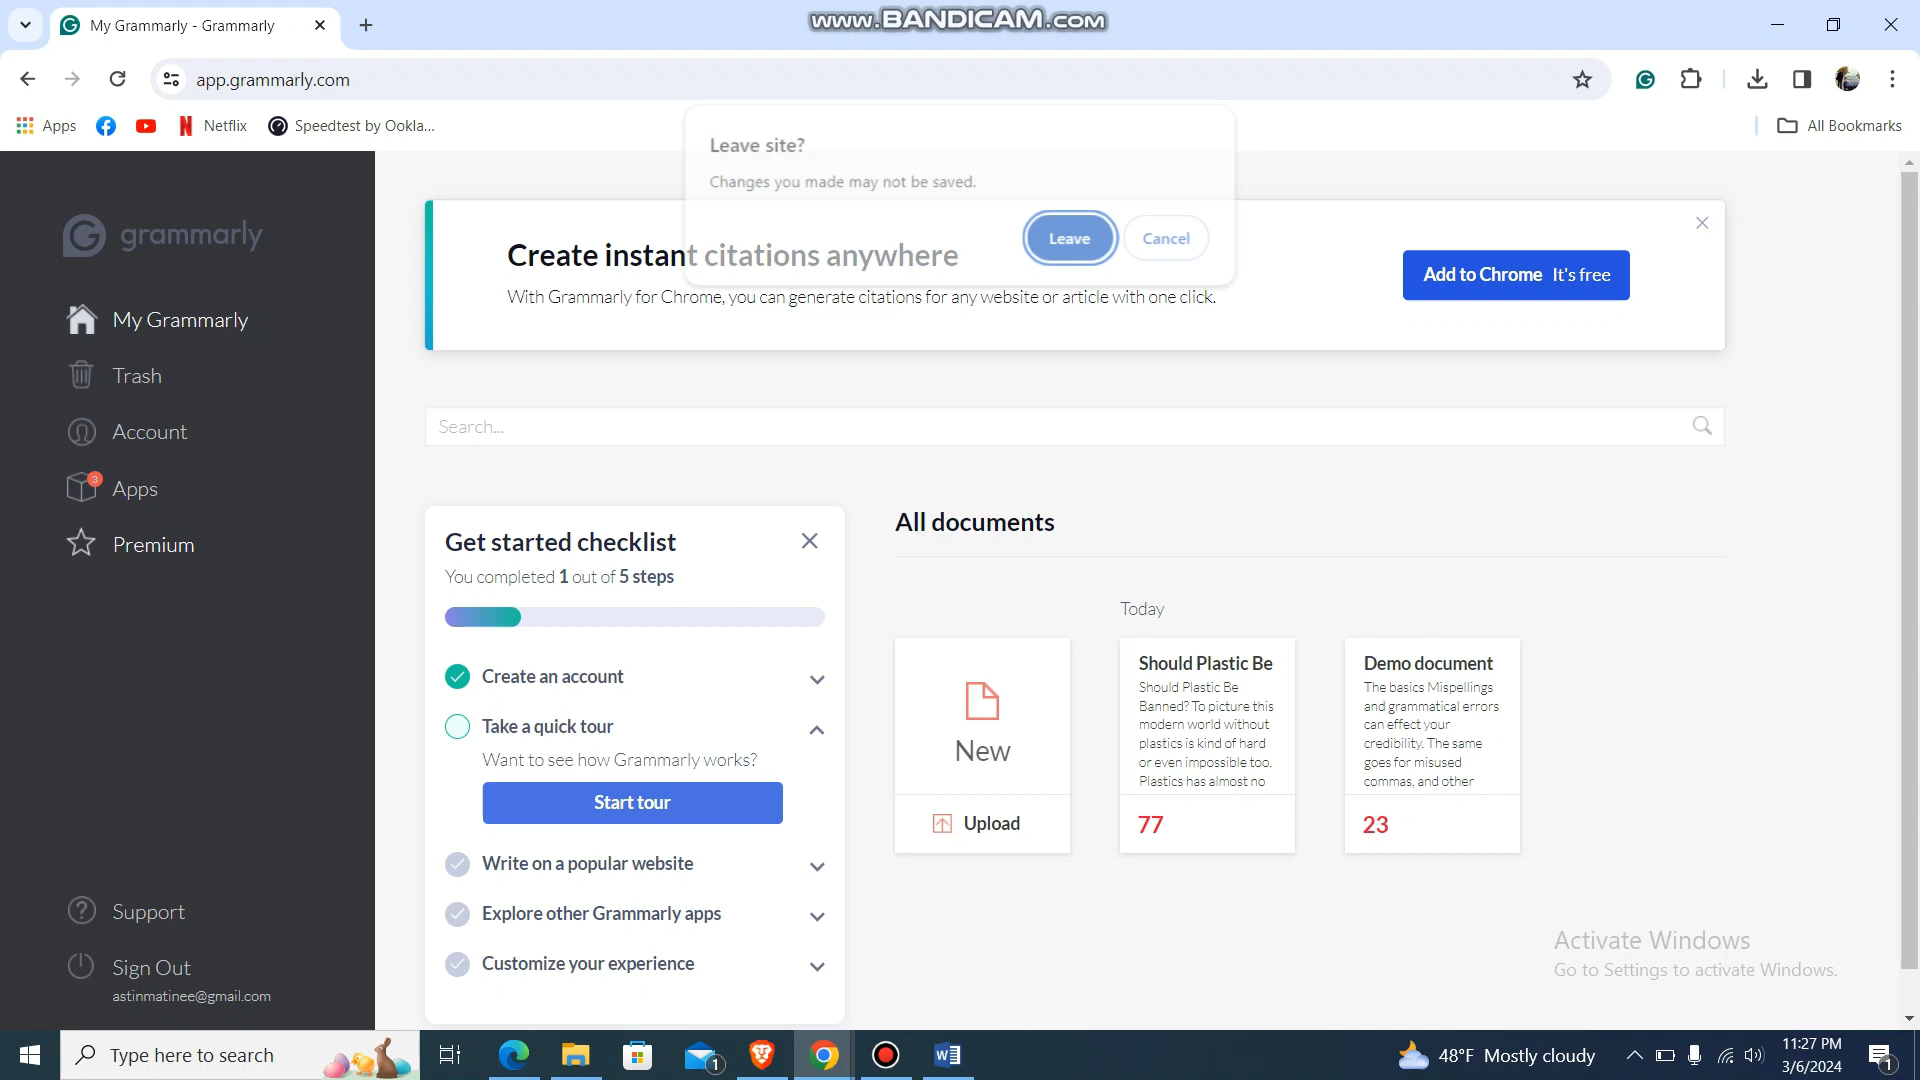 My Grammarly - Grammarly
www.BANDICAM.com
app.grammarly.com
Apps
Netflix
Speedtest by Ookla...
All Bookmarks
Leave site?
Changes you made may not be saved.
Leave
Cancel
grammarly
My Grammarly
Trash
Account
3
Apps
Premium
Support
Sign Out
astinmatinee@gmail.com
Create instant citations anywhere
With Grammarly for Chrome, you can generate citations for any website or article with one click.
Add to Chrome It's free
Search...
Get started checklist
You completed 1 out of 5 steps
Create an account
Take a quick tour
Want to see how Grammarly works?
Start tour
Write on a popular website
Explore other Grammarly apps
Customize your experience
All documents
Today
New
Upload
Should Plastic Be
Should Plastic Be
Banned? To picture this
modern world without
plastics is kind of hard
or even impossible too.
Plastics has almost no
77
Demo document
The basics Mispellings
and grammatical errors
can effect your
credibility. The same
goes for misused
commas, and other
23
Activate Windows
Go to Settings to activate Windows.
Type here to search
1
48°F Mostly cloudy
11:27 PM
3/6/2024
1